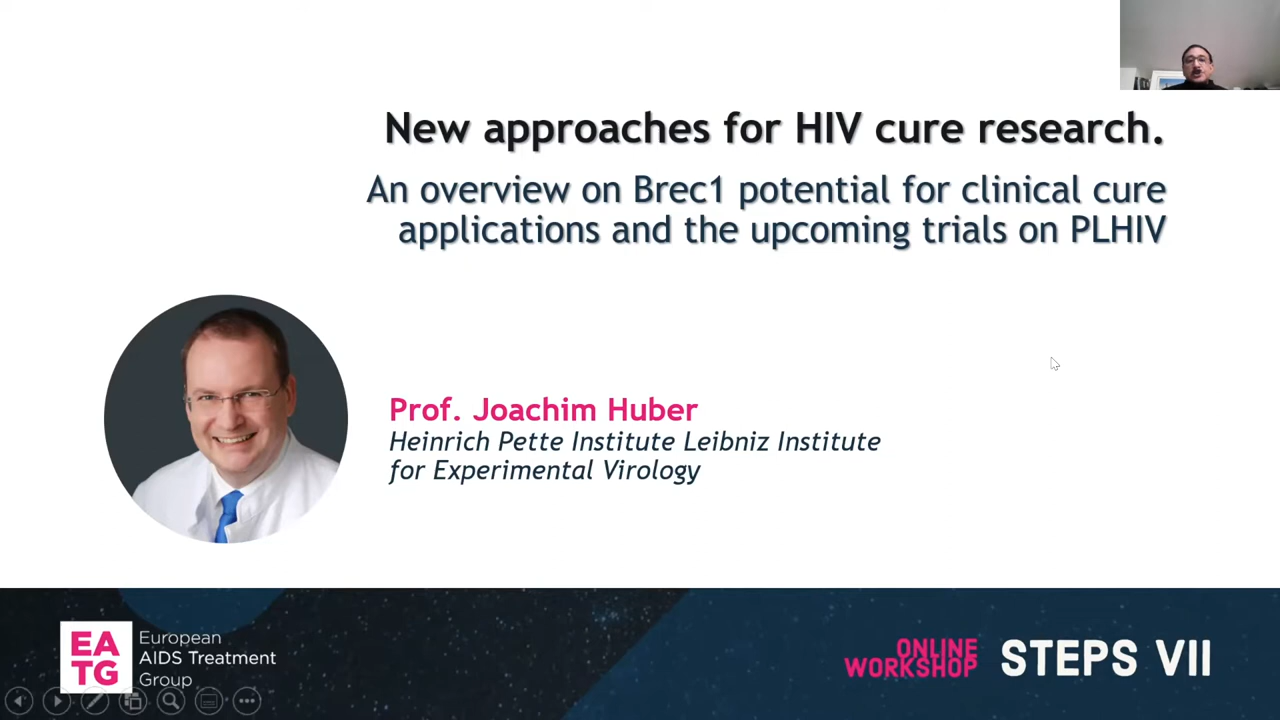 New approaches for HIV cure research.
An overview on Brec1 potential for clinical cure
applications and the upcoming trials on PLHIV
Prof. Joachim Huber
Heinrich Pette Institute Leibniz Institute
for Experimental Virology
EA
TG
European
AIDS Treatment
Group
ONLINE
WORKSHOP
STEPS VII